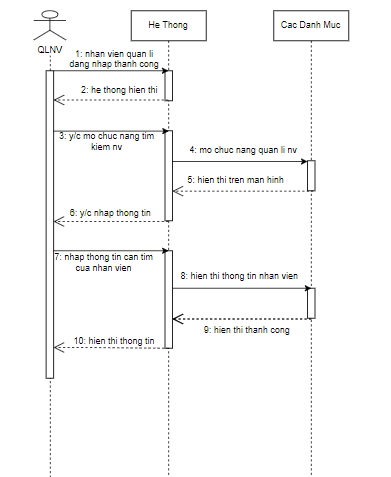 He Thong
Cac Danh Muc
QLNV
1: nhan vien quan li
dang nhap thanh cong
2: he thong hien thi
3: y/c mo chuc nang tim
kiem nv
4: mo chuc nang quan li nv
5: hien thi tren man hinh
6: y/c nhap thong tin
7: nhap thong tin can tim
cua nhan vien
8: hien thi thong tin nhan vien
9: hien thi thanh cong
10: hien thi thong tin